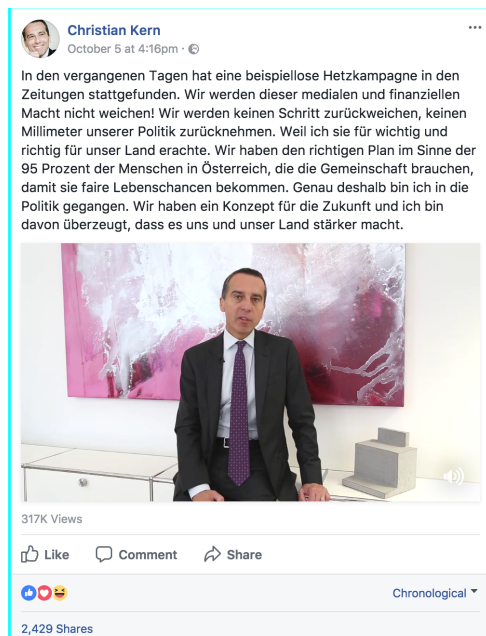 Christian Kern
October 5 at 4:16pm ·
In den vergangenen Tagen hat eine beispiellose Hetzkampagne in den
Zeitungen stattgefunden. Wir werden dieser medialen und finanziellen
Macht nicht weichen! Wir werden keinen Schritt zurückweichen, keinen
Millimeter unserer Politik zurücknehmen. Weil ich sie für wichtig und
richtig für unser Land erachte. Wir haben den richtigen Plan im Sinne der
95 Prozent der Menschen in Österreich, die die Gemeinschaft brauchen,
damit sie faire Lebenschancen bekommen. Genau deshalb bin ich in die
Politik gegangen. Wir haben ein Konzept für die Zukunft und ich bin
davon überzeugt, dass es uns und unser Land stärker macht.
317K Views
Like Comment Share
Chronological
2,429 Shares